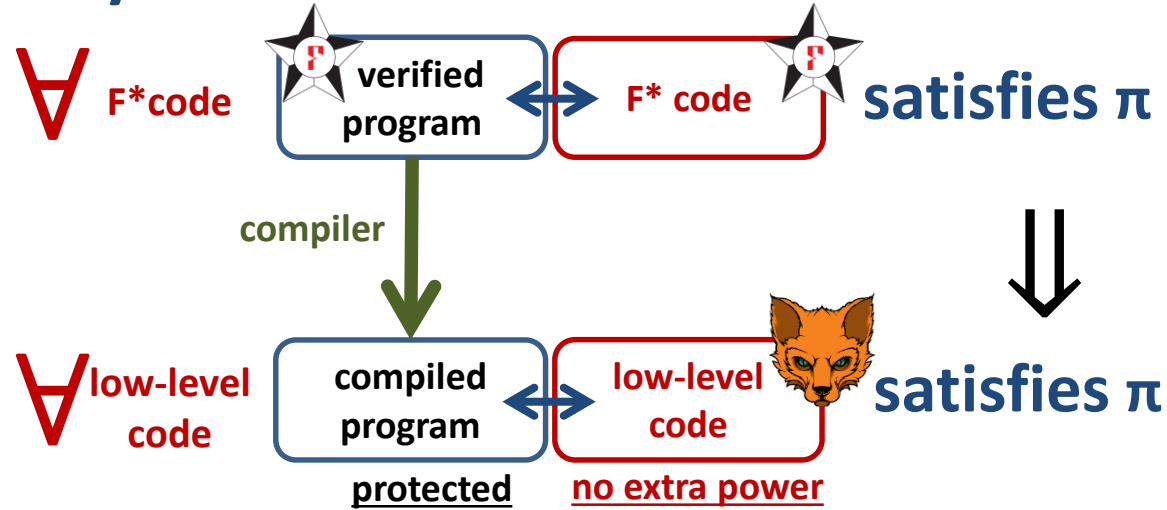 ∀ F*code
F
verified
program
F* code
F
satisfies π
compiler
⇓
∀ low-level
code
compiled
program
low-level
code
satisfies π
protected
no extra power